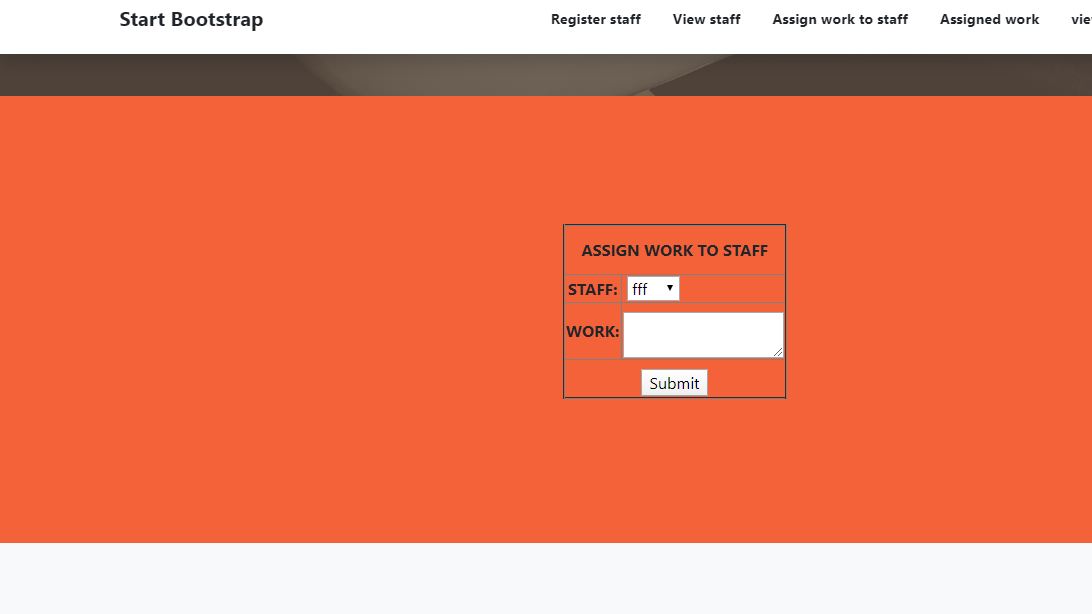 Start Bootstrap
Register staff
View staff
Assign work to staff
Assigned work
vie
ASSIGN WORK TO STAFF
STAFF: fff
WORK:
Submit